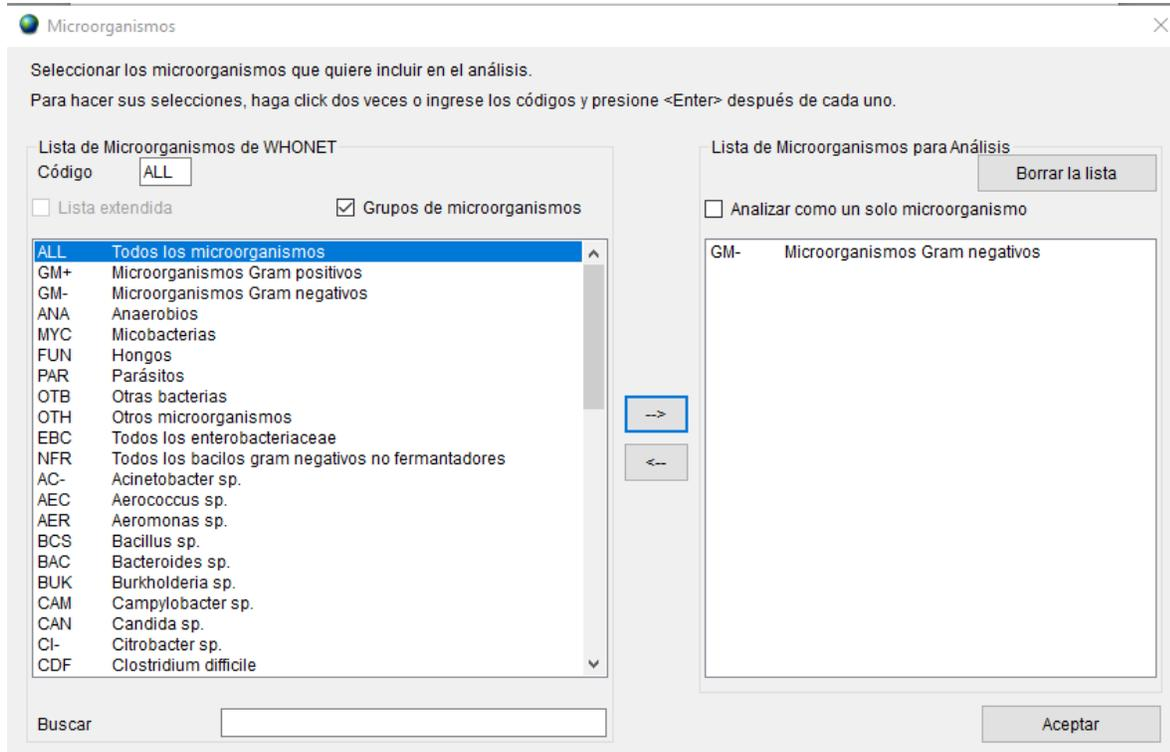 Microorganismos
Seleccionar los microorganismos que quiere incluir en el análisis.
Para hacer sus selecciones, haga click dos veces o ingrese los códigos y presione <Enter> después de cada uno.
Lista de Microorganismos de WHONET
Código ALL
Lista extendida Grupos de microorganismos
ALL Todos los microorganismos
GM+ Microorganismos Gram positivos
GM- Microorganismos Gram negativos
ANA Anaerobios
MYC Micobacterias
FUN Hongos
PAR Parásitos
OTB Otras bacterias
OTH Otros microorganismos
EBC Todos los enterobacteriaceae
NFR Todos los bacilos gram negativos no fermantadores
AC- Acinetobacter sp.
AEC Aerococcus sp.
AER Aeromonas sp.
BCS Bacillus sp.
BAC Bacteroides sp.
BUK Burkholderia sp.
CAM Campylobacter sp.
CAN Candida sp.
CI- Citrobacter sp.
CDF Clostridium difficile
Buscar
-->
<--
Lista de Microorganismos para Análisis
Borrar la lista
Analizar como un solo microorganismo
GM- Microorganismos Gram negativos
Aceptar